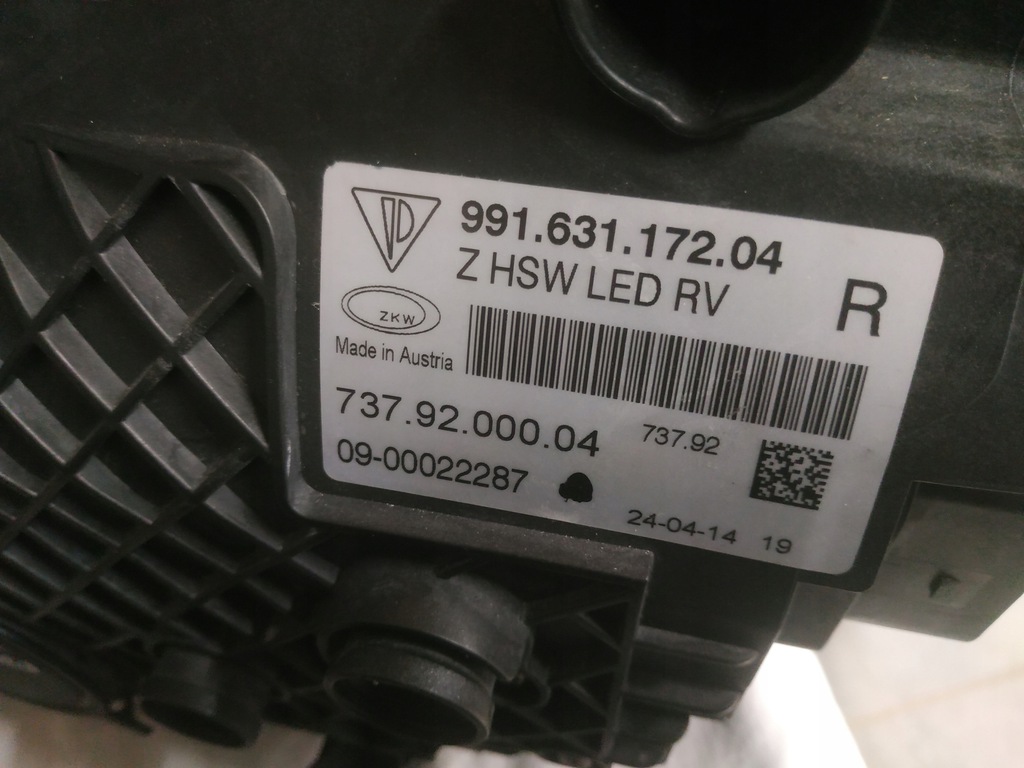 991.631.172.04
Z HSW LED RV
R
ZKW
Made in Austria
737.92.000.04
737.92
09-00022287
24-04-14 19